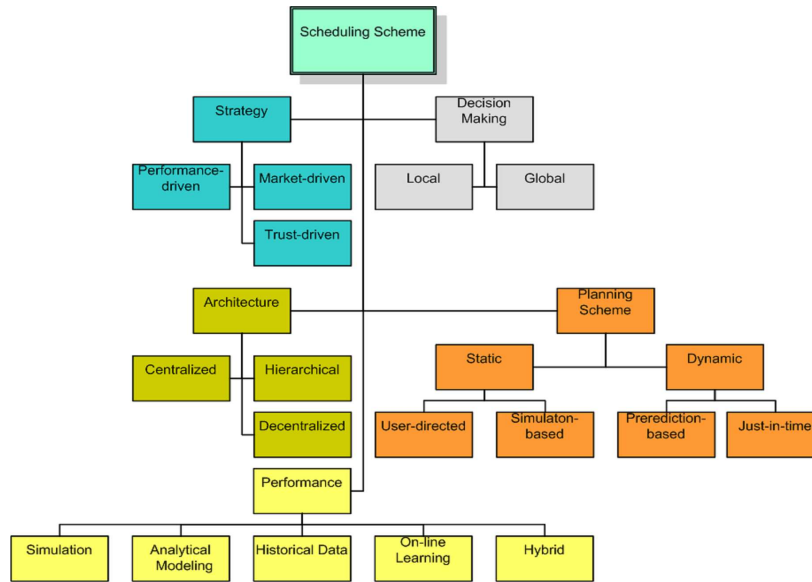 Scheduling Scheme
Strategy
Decision
Making
Performance-
driven
Market-driven
Local
Global
Trust-driven
Architecture
Planning
Scheme
Centralized
Hierarchical
Static
Dynamic
Decentralized
User-directed
Simulaton-
based
Prerediction-
based
Just-in-time
Performance
Simulation
Analytical
Modeling
Historical Data
On-line
Learning
Hybrid